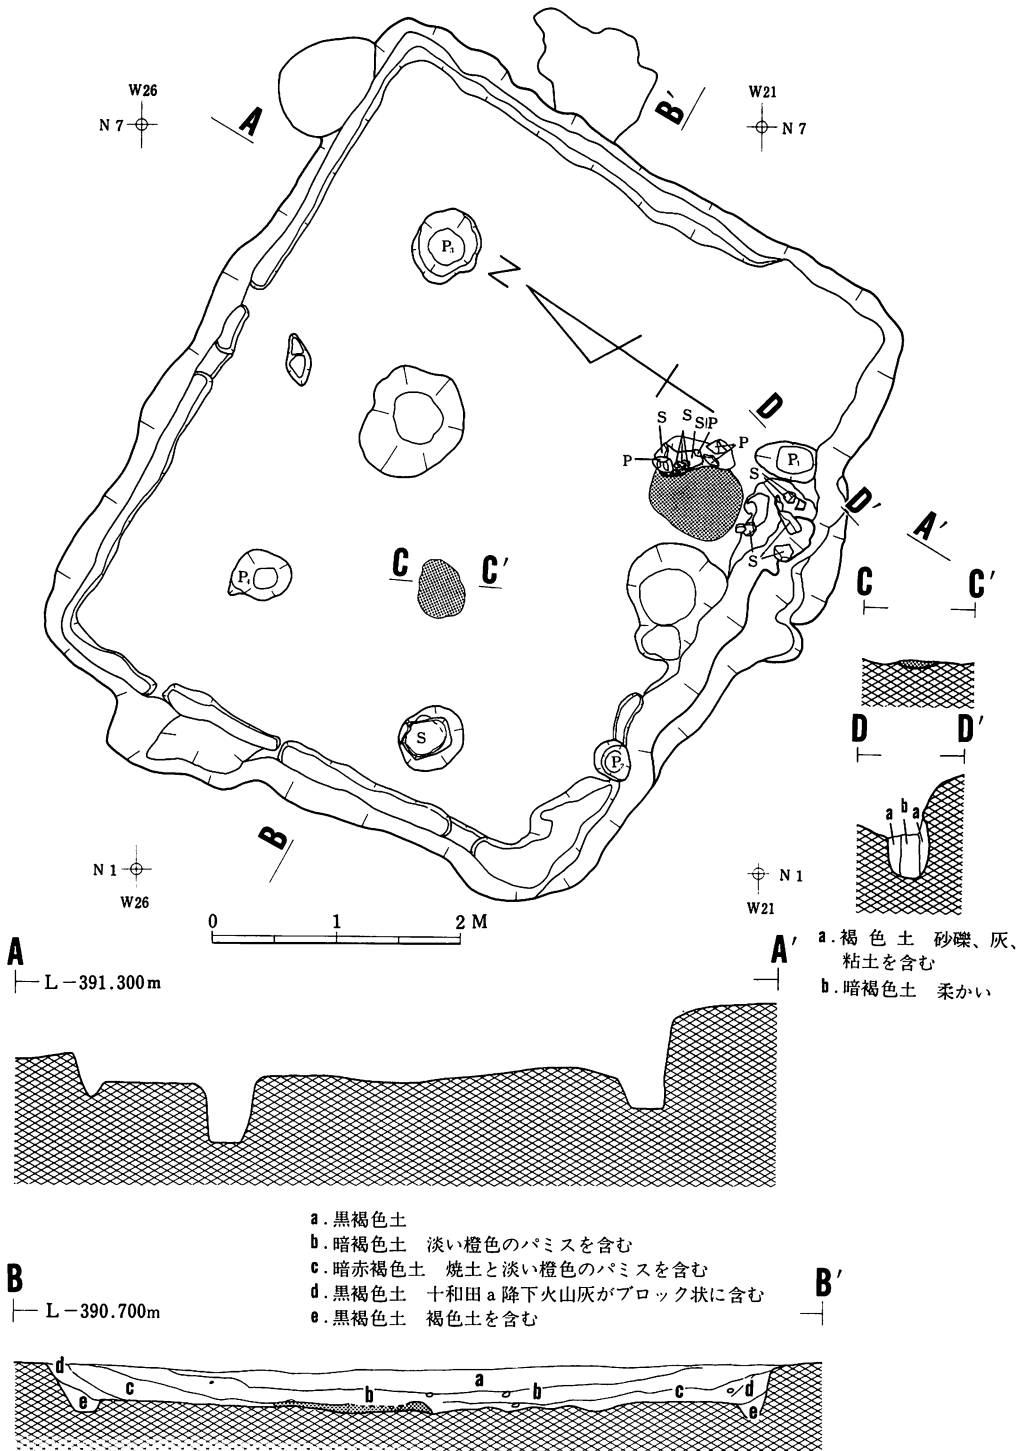 W26
N 7
A
B′
W21
N 7
P₃
N
D
S
S
S
P
P
P
P₁
S
D′
A′
C
C′
C
C′
P₄
S
D
D′
S
P₂
a
b
a
B
N 1
W26
N 1
W21
0
1
2 M
A
A′
L－391.300m
a.褐 色 土　砂礫、灰、
粘土を含む
b.暗褐色土　柔かい
a.黒褐色土
b.暗褐色土　淡い橙色のパミスを含む
c.暗赤褐色土　焼土と淡い橙色のパミスを含む
d.黒褐色土　十和田 a 降下火山灰がブロック状に含む
e.黒褐色土　褐色土を含む
B
B′
L－390.700m
d
c
e
b
a
b
c
d
e